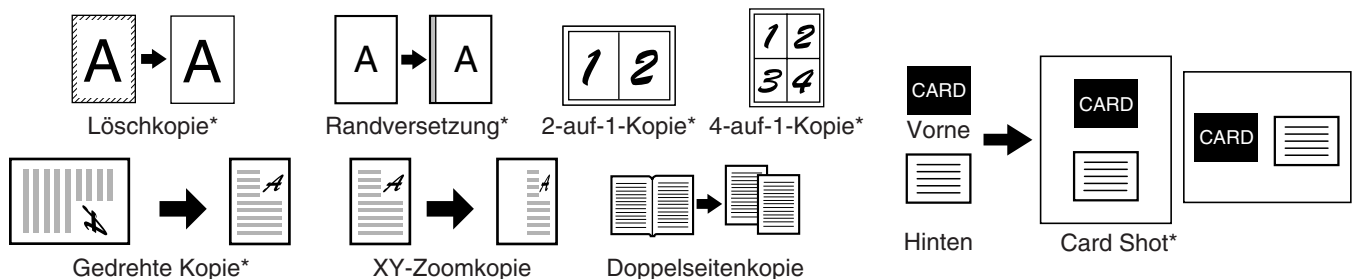 A A
Löschkopie*
A A
Randversetzung*
1 2
2-auf-1-Kopie*
1 2
3 4
4-auf-1-Kopie*
A A
Gedrehte Kopie*
A A
XY-Zoomkopie
Doppelseitenkopie
CARD
Vorne
Hinten
CARD
CARD
Card Shot*